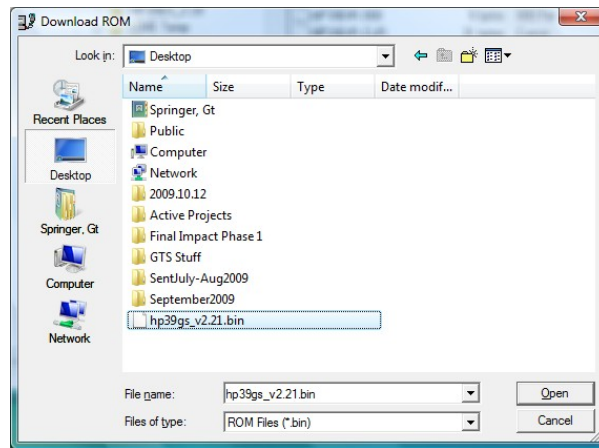 Download ROM
Look in: Desktop
Name Size Type Date modif...
Springer, Gt
Public
Computer
Network
2009.10.12
Active Projects
Final Impact Phase 1
GTS Stuff
SentJuly-Aug2009
September2009
hp39gs_v2.21.bin
Recent Places
Desktop
Springer, Gt
Computer
Network
File name: hp39gs_v2.21.bin Open
Files of type: ROM Files (*.bin) Cancel